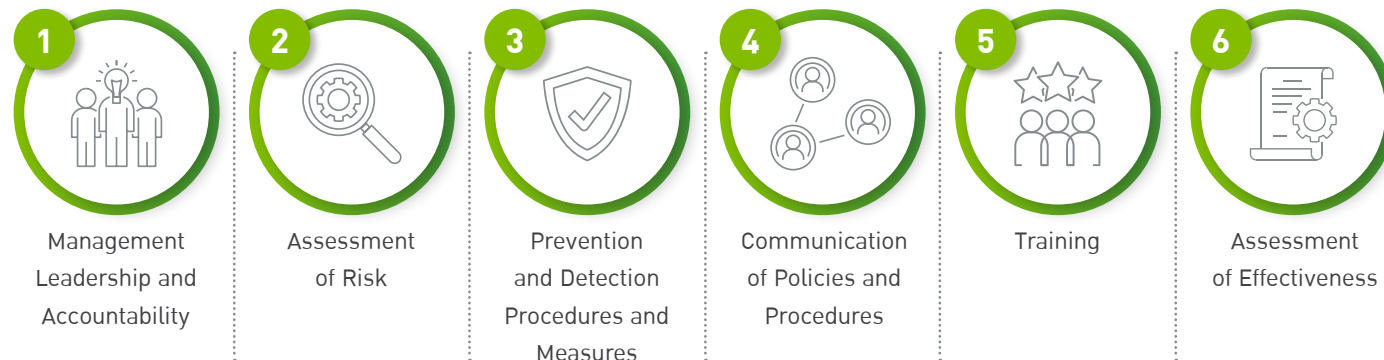 1
Management
Leadership and
Accountability
2
Assessment
of Risk
3
Prevention
and Detection
Procedures and
Measures
4
Communication
of Policies and
Procedures
5
Training
6
Assessment
of Effectiveness